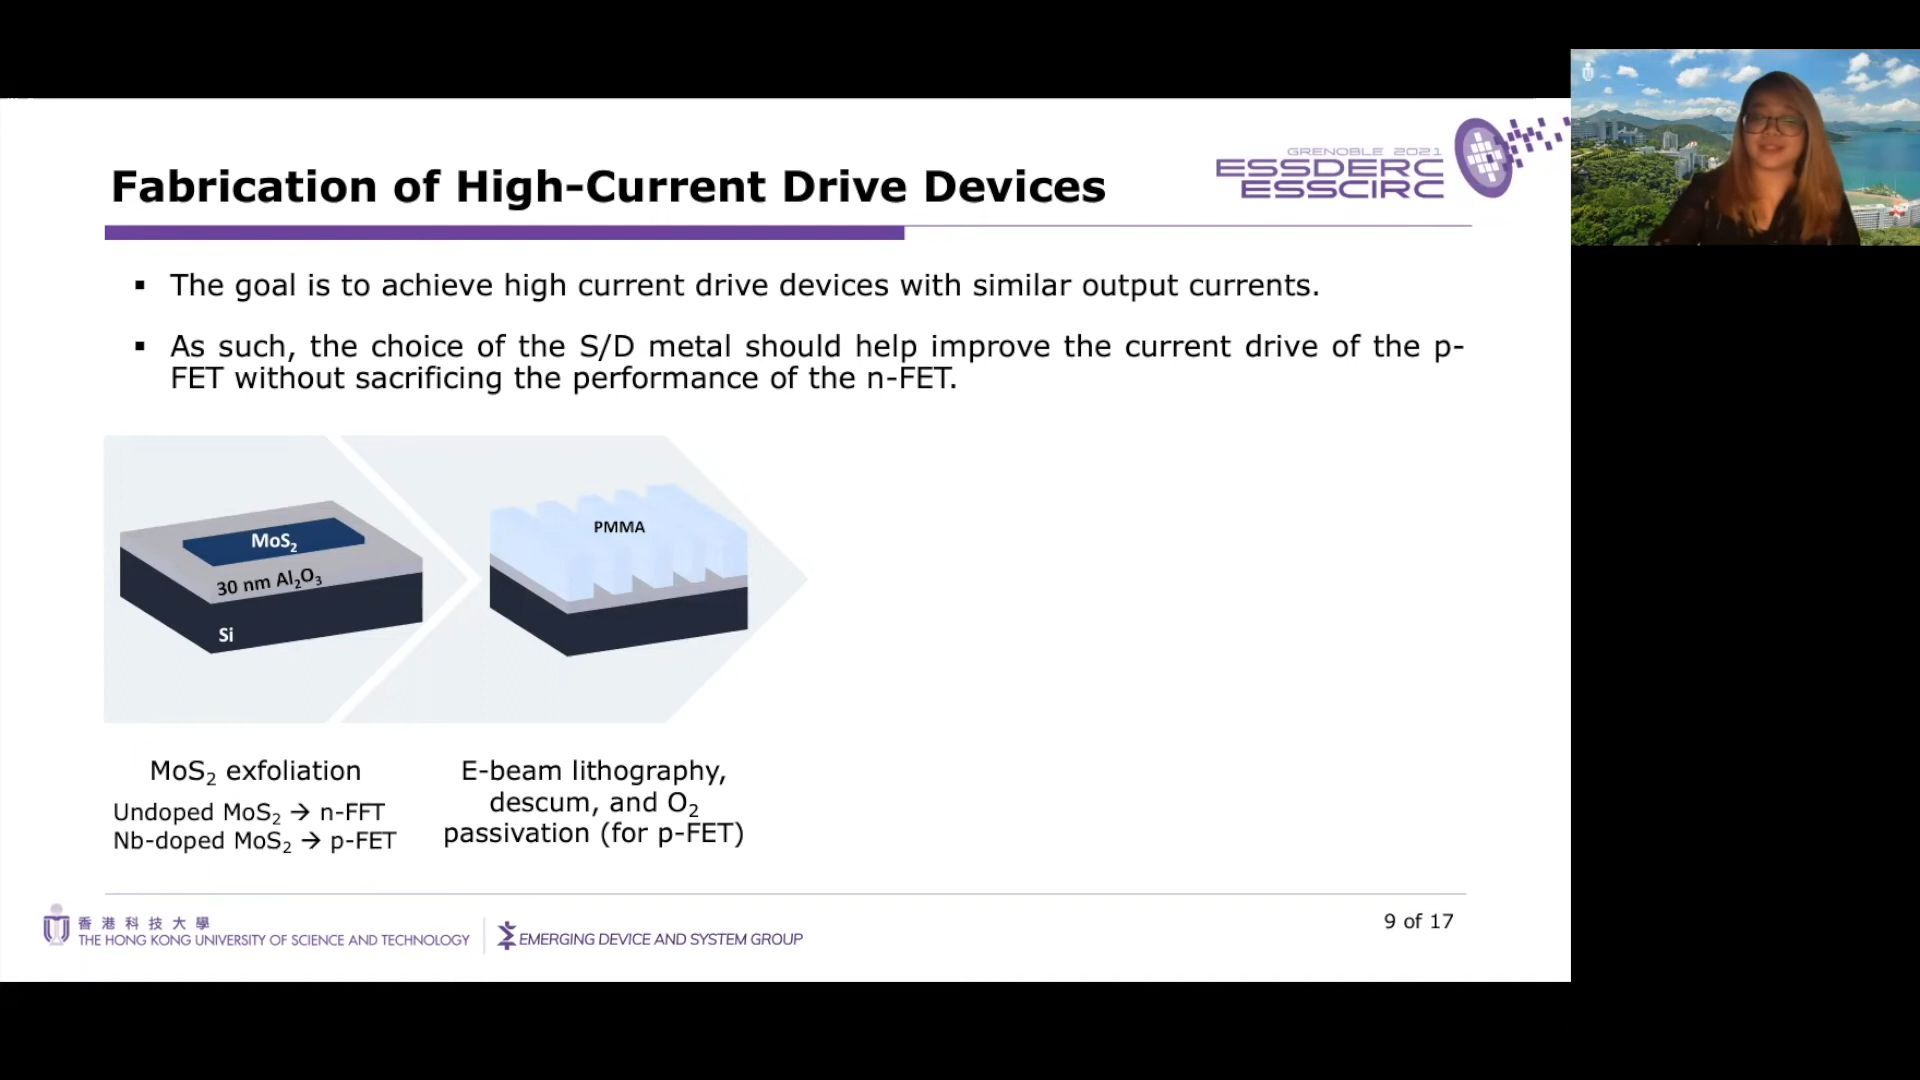 GRENOBLE 2021
ESSDERC
ESSCIRC
Fabrication of High-Current Drive Devices
▪ The goal is to achieve high current drive devices with similar output currents.
▪ As such, the choice of the S/D metal should help improve the current drive of the p-
FET without sacrificing the performance of the n-FET.
MoS₂
30 nm Al₂O₃
Si
PMMA
MoS₂ exfoliation
Undoped MoS₂ → n-FFT
Nb-doped MoS₂ → p-FET
E-beam lithography,
descum, and O₂
passivation (for p-FET)
香港科技大學
THE HONG KONG UNIVERSITY OF SCIENCE AND TECHNOLOGY
EMERGING DEVICE AND SYSTEM GROUP
9 of 17